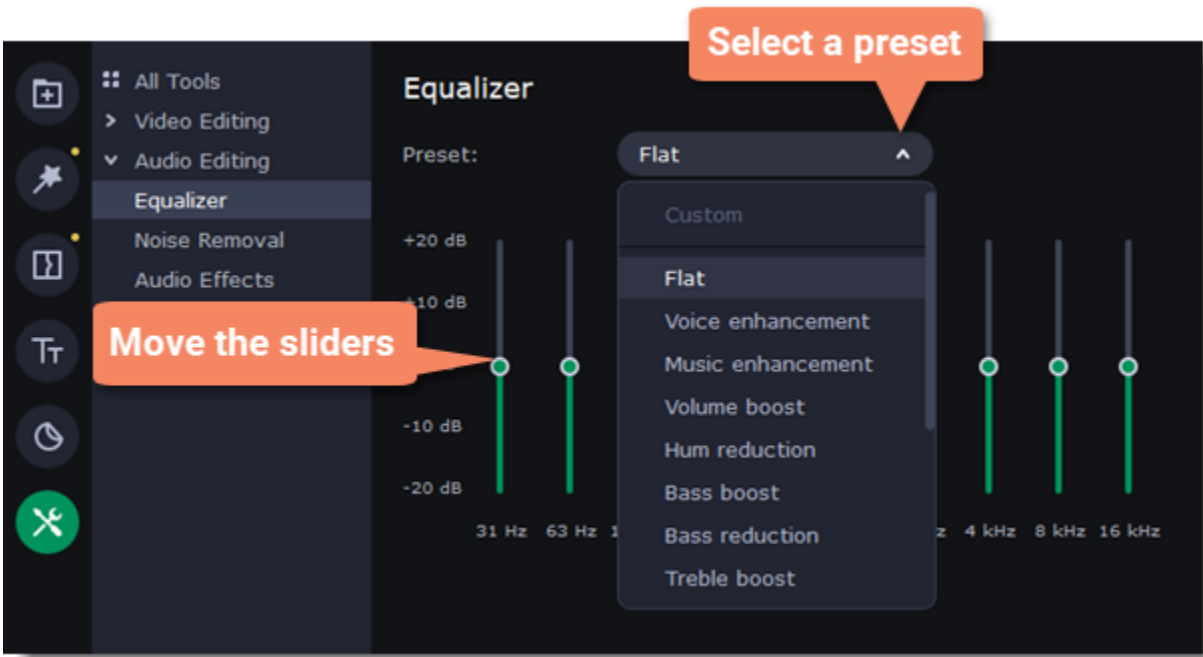 Select a preset
All Tools
Video Editing
Audio Editing
Equalizer
Noise Removal
Audio Effects
Move the sliders
Equalizer
Preset:
Flat
Custom
Flat
Voice enhancement
Music enhancement
Volume boost
Hum reduction
Bass boost
Bass reduction
Treble boost
+20 dB
+10 dB
-10 dB
-20 dB
31 Hz 63 Hz 4 kHz 8 kHz 16 kHz